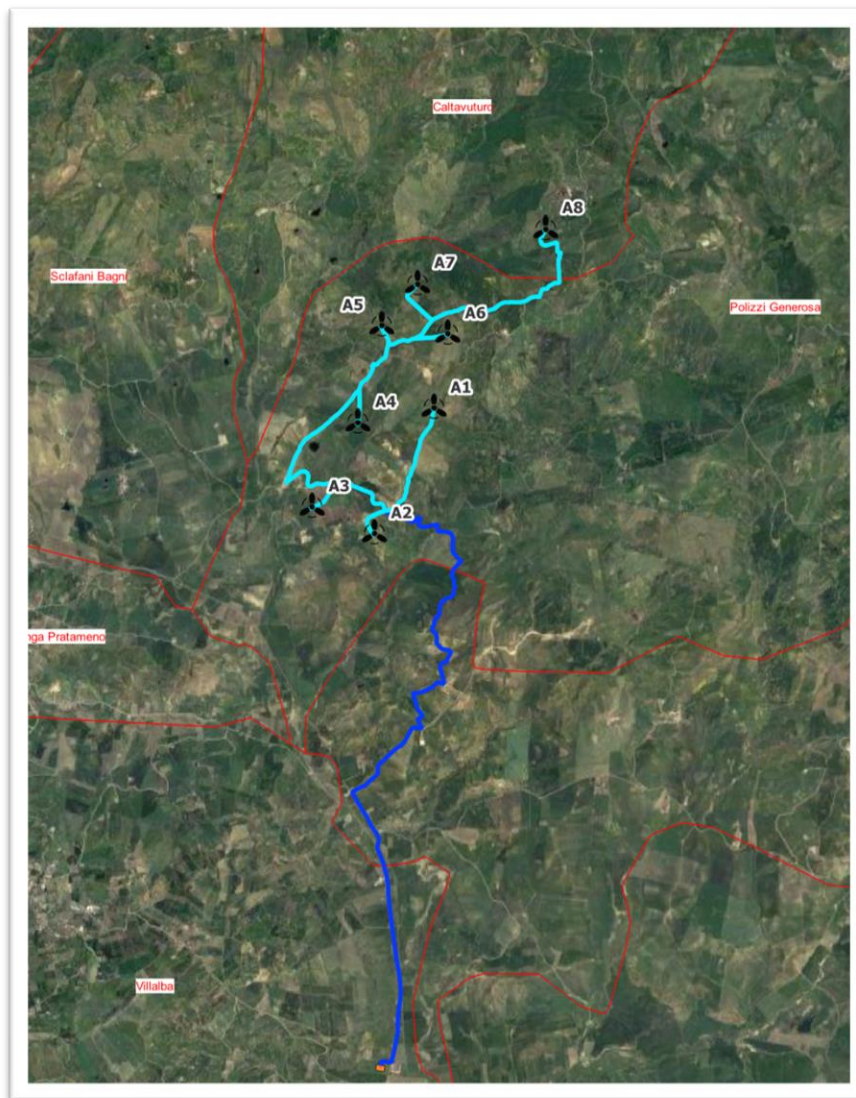 Caltavuturo
A8
Sclafani Bagni
A7
Polizzi Generosa
A5
A6
A1
A4
A3
A2
nga Pratameno
Villalba